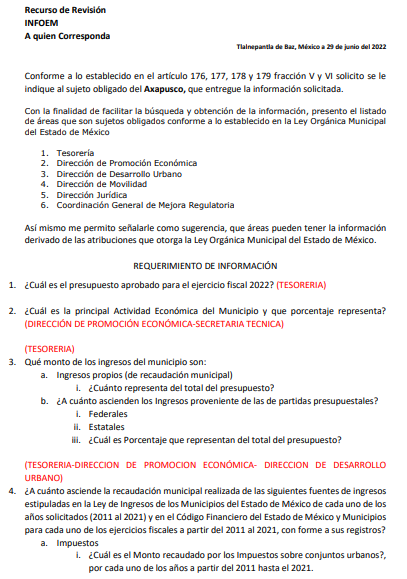 Recurso de Revisión
INFOEM
A quien Corresponda
Tlalnepantla de Baz, México a 29 de junio del 2022
Conforme a lo establecido en el artículo 176, 177, 178 y 179 fracción V y VI solicito se le
indique al sujeto obligado del Axapusco, que entregue la información solicitada.
Con la finalidad de facilitar la búsqueda y obtención de la información, presento el listado
de áreas que son sujetos obligados conforme a lo establecido en la Ley Orgánica Municipal
del Estado de México
1. Tesorería
2. Dirección de Promoción Económica
3. Dirección de Desarrollo Urbano
4. Dirección de Movilidad
5. Dirección Jurídica
6. Coordinación General de Mejora Regulatoria
Así mismo me permito señalarle como sugerencia, que áreas pueden tener la información
derivado de las atribuciones que otorga la Ley Orgánica Municipal del Estado de México.
REQUERIMIENTO DE INFORMACIÓN
1. ¿Cuál es el presupuesto aprobado para el ejercicio fiscal 2022? (TESORERIA)
2. ¿Cuál es la principal Actividad Económica del Municipio y que porcentaje representa?
(DIRECCIÓN DE PROMOCIÓN ECONÓMICA-SECRETARIA TECNICA)
(TESORERIA)
3. Qué monto de los ingresos del municipio son:
a. Ingresos propios (de recaudación municipal)
i. ¿Cuánto representa del total del presupuesto?
b. ¿A cuánto ascienden los Ingresos proveniente de las de partidas presupuestales?
i. Federales
ii. Estatales
iii. ¿Cuál es Porcentaje que representan del total del presupuesto?
(TESORERIA-DIRECCION DE PROMOCION ECONÓMICA- DIRECCION DE DESARROLLO
URBANO)
4. ¿A cuánto asciende la recaudación municipal realizada de las siguientes fuentes de ingresos
estipuladas en la Ley de Ingresos de los Municipios del Estado de México de cada uno de los
años solicitados (2011 al 2021) y en el Código Financiero del Estado de México y Municipios
para cada uno de los ejercicios fiscales a partir del 2011 al 2021, con forme a sus registros?
a. Impuestos
i. ¿Cuál es el Monto recaudado por los Impuestos sobre conjuntos urbanos?,
por cada uno de los años a partir del 2011 hasta el 2021.